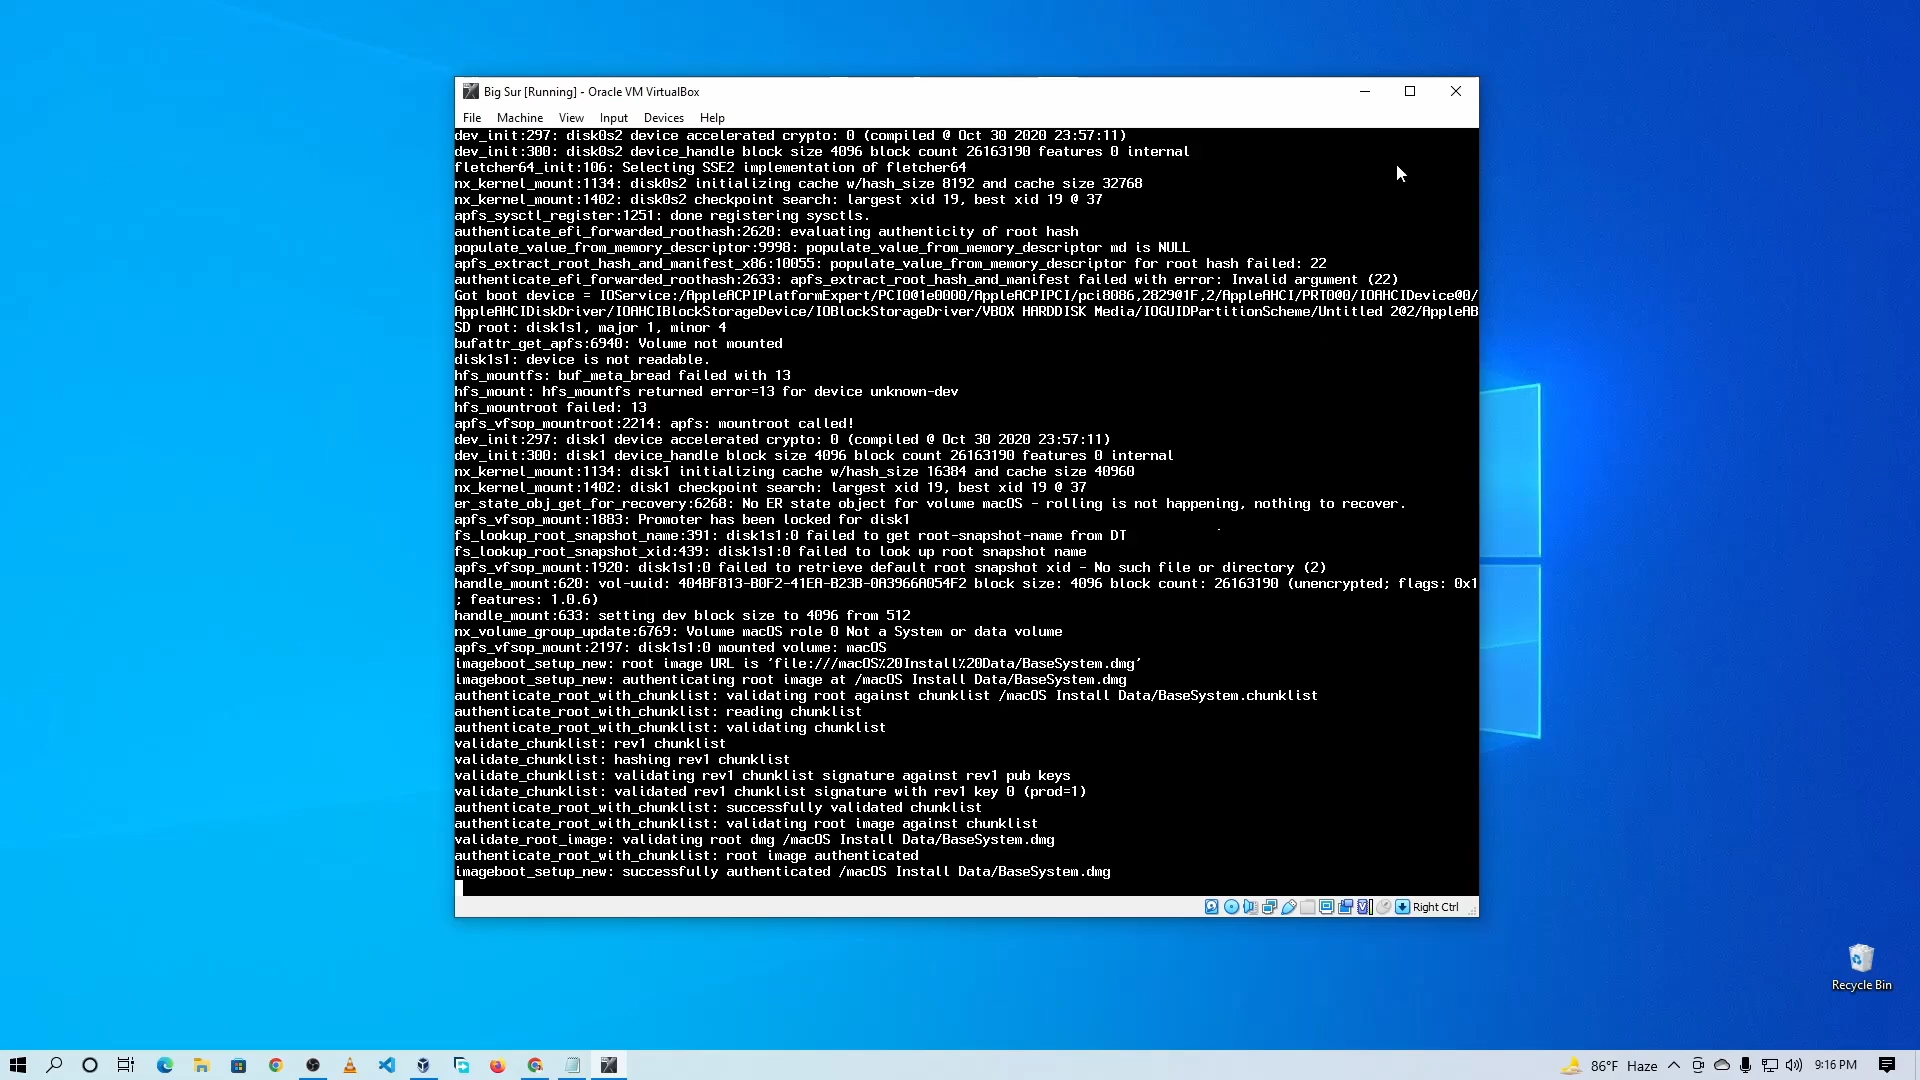 Big Sur [Running] - Oracle VM VirtualBox
File Machine View Input Devices Help
dev_init:297: disk0s2 device accelerated crypto: 0 (compiled @ Oct 30 2020 23:57:11)
dev_init:300: disk0s2 device_handle block size 4096 block count 26163190 features 0 internal
fletcher64_init:106: Selecting SSE2 implementation of fletcher64
nx_kernel_mount:1134: disk0s2 initializing cache w/hash_size 8192 and cache size 32768
nx_kernel_mount:1402: disk0s2 checkpoint search: largest xid 19, best xid 19 @ 37
apfs_sysctl_register:1251: done registering sysctls.
authenticate_efi_forwarded_roothash:2620: evaluating authenticity of root hash
populate_value_from_memory_descriptor:9998: populate_value_from_memory_descriptor md is NULL
apfs_extract_root_hash_and_manifest_x86:10055: populate_value_from_memory_descriptor for root hash failed: 22
authenticate_efi_forwarded_roothash:2633: apfs_extract_root_hash_and_manifest failed with error: Invalid argument (22)
Got boot device = IOService:/AppleACPIPlatformExpert/PCI0@1e0000/AppleACPIPCI/pci8086,2829@1F,2/AppleAHCI/PRT0@0/IOAHCIDevice@0/
AppleAHCIDiskDriver/IOAHCIBlockStorageDevice/IOBlockStorageDriver/VBOX HARDDISK Media/IOGUIDPartitionScheme/Untitled 2@2/AppleAB
SD root: disk1s1, major 1, minor 4
bufattr_get_apfs:6940: Volume not mounted
disk1s1: device is not readable.
hfs_mountfs: buf_meta_bread failed with 13
hfs_mount: hfs_mountfs returned error=13 for device unknown-dev
hfs_mountroot failed: 13
apfs_vfsop_mountroot:2214: apfs: mountroot called!
dev_init:297: disk1 device accelerated crypto: 0 (compiled @ Oct 30 2020 23:57:11)
dev_init:300: disk1 device_handle block size 4096 block count 26163190 features 0 internal
nx_kernel_mount:1134: disk1 initializing cache w/hash_size 16384 and cache size 40960
nx_kernel_mount:1402: disk1 checkpoint search: largest xid 19, best xid 19 @ 37
er_state_obj_get_for_recovery:6268: No ER state object for volume macOS - rolling is not happening, nothing to recover.
apfs_vfsop_mount:1883: Promoter has been locked for disk1
fs_lookup_root_snapshot_name:391: disk1s1:0 failed to get root-snapshot-name from DT
fs_lookup_root_snapshot_xid:439: disk1s1:0 failed to look up root snapshot name
apfs_vfsop_mount:1920: disk1s1:0 failed to retrieve default root snapshot xid - No such file or directory (2)
handle_mount:620: vol-uuid: 404BF813-B0F2-41EA-B23B-0A3966A054F2 block size: 4096 block count: 26163190 (unencrypted; flags: 0x1
; features: 1.0.6)
handle_mount:633: setting dev block size to 4096 from 512
nx_volume_group_update:6769: Volume macOS role 0 Not a System or data volume
apfs_vfsop_mount:2197: disk1s1:0 mounted volume: macOS
imageboot_setup_new: root image URL is 'file:///macOS%20Install%20Data/BaseSystem.dmg'
imageboot_setup_new: authenticating root image at /macOS Install Data/BaseSystem.dmg
authenticate_root_with_chunklist: validating root against chunklist /macOS Install Data/BaseSystem.chunklist
authenticate_root_with_chunklist: reading chunklist
authenticate_root_with_chunklist: validating chunklist
validate_chunklist: rev1 chunklist
validate_chunklist: hashing rev1 chunklist
validate_chunklist: validating rev1 chunklist signature against rev1 pub keys
validate_chunklist: validated rev1 chunklist signature with rev1 key 0 (prod=1)
authenticate_root_with_chunklist: successfully validated chunklist
authenticate_root_with_chunklist: validating root image against chunklist
validate_root_image: validating root dmg /macOS Install Data/BaseSystem.dmg
authenticate_root_with_chunklist: root image authenticated
imageboot_setup_new: successfully authenticated /macOS Install Data/BaseSystem.dmg
Right Ctrl
Recycle Bin
86°F Haze
9:16 PM